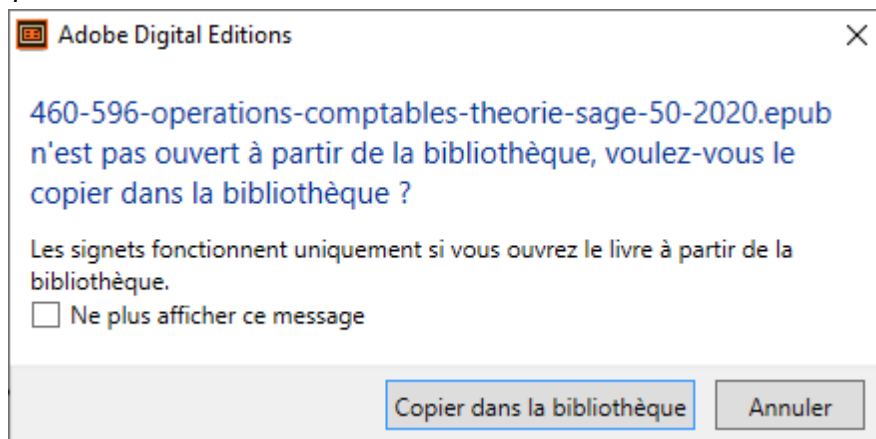 Adobe Digital Editions
460-596-operations-comptables-theorie-sage-50-2020.epub
n'est pas ouvert à partir de la bibliothèque, voulez-vous le
copier dans la bibliothèque ?
Les signets fonctionnent uniquement si vous ouvrez le livre à partir de la
bibliothèque.
Ne plus afficher ce message
Copier dans la bibliothèque
Annuler